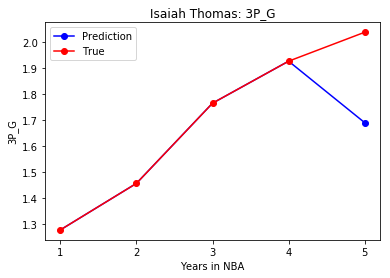 Isaiah Thomas: 3P_G
Prediction
True
3P_G
2.0
1.9
1.8
1.7
1.6
1.5
1.4
1.3
1 2 3 4 5
Years in NBA